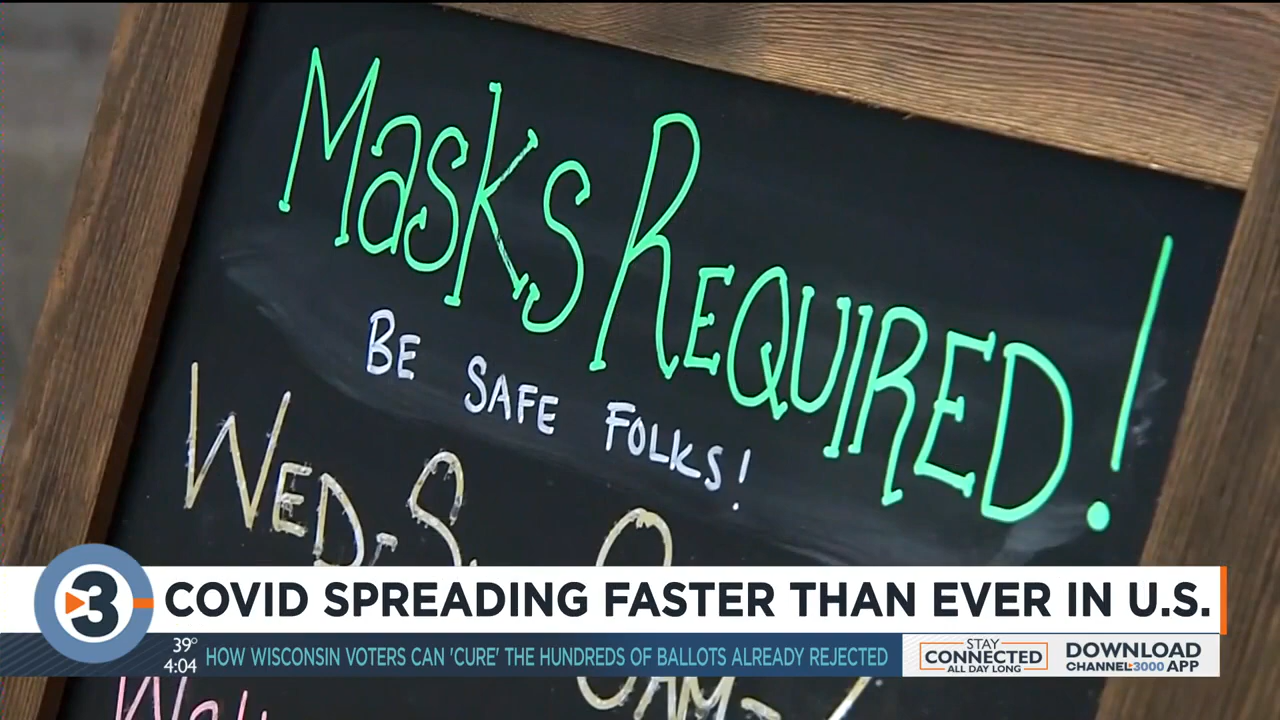 Masks REQUIRED!
BE SAFE FOLKS!
WED-S
3
COVID SPREADING FASTER THAN EVER IN U.S.
39°
4:04
HOW WISCONSIN VOTERS CAN 'CURE' THE HUNDREDS OF BALLOTS ALREADY REJECTED
STAY
CONNECTED
ALL DAY LONG
DOWNLOAD
CHANNEL3000 APP